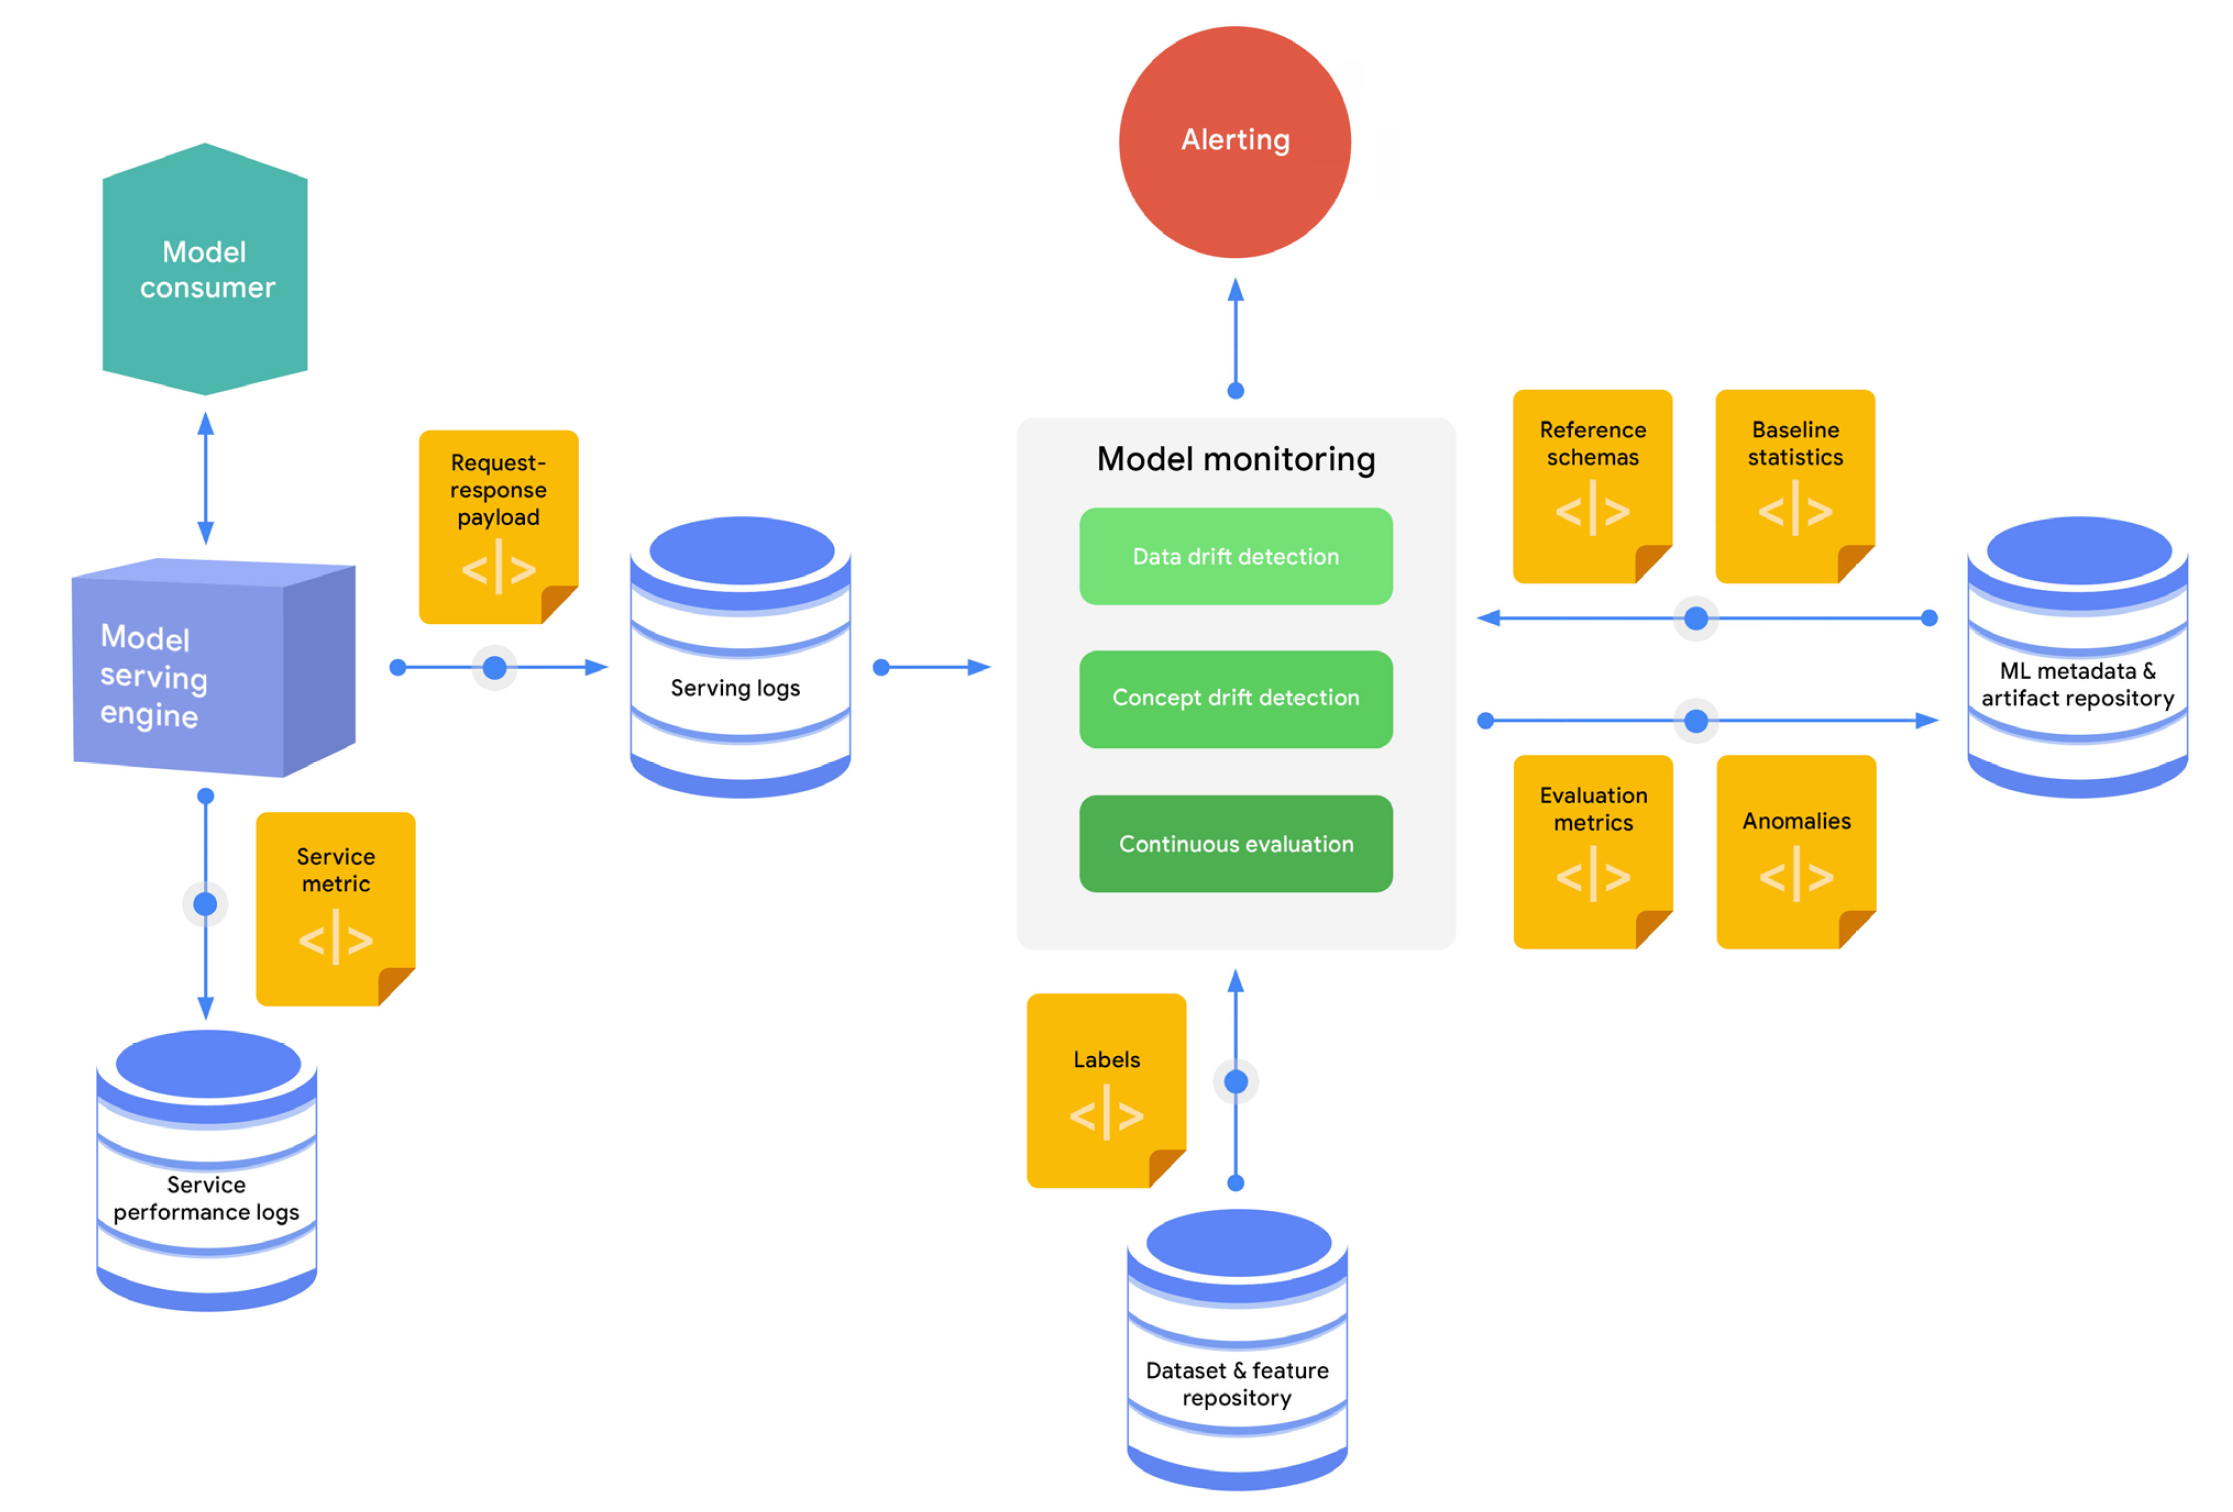 Alerting
Model
consumer
Request-
response
payload
<|>
Model monitoring
Data drift detection
Concept drift detection
Continuous evaluation
Reference
schemas
<|>
Baseline
statistics
<|>
Model
serving
engine
Serving logs
ML metadata &
artifact repository
Evaluation
metrics
<|>
Anomalies
<|>
Service
metric
<|>
Labels
<|>
Service
performance logs
Dataset & feature
repository